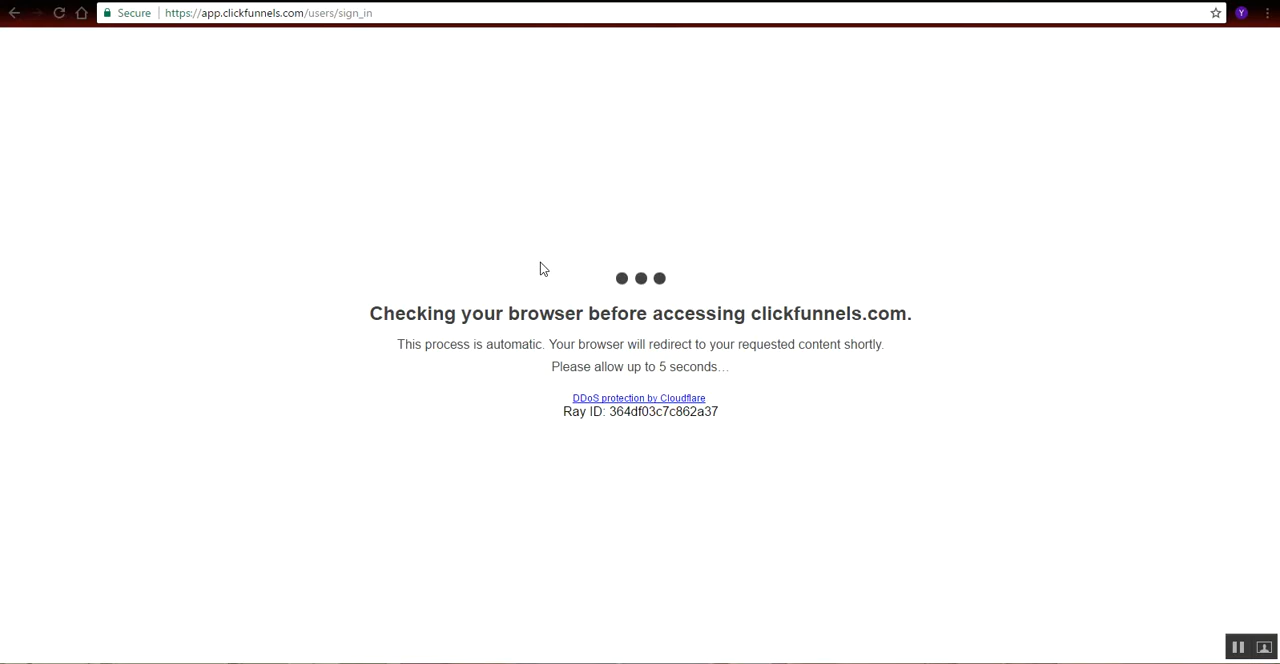 Secure | https://app.clickfunnels.com/users/sign_in
Y
Checking your browser before accessing clickfunnels.com.
This process is automatic. Your browser will redirect to your requested content shortly.
Please allow up to 5 seconds…
DDoS protection by Cloudflare
Ray ID: 364df03c7c862a37